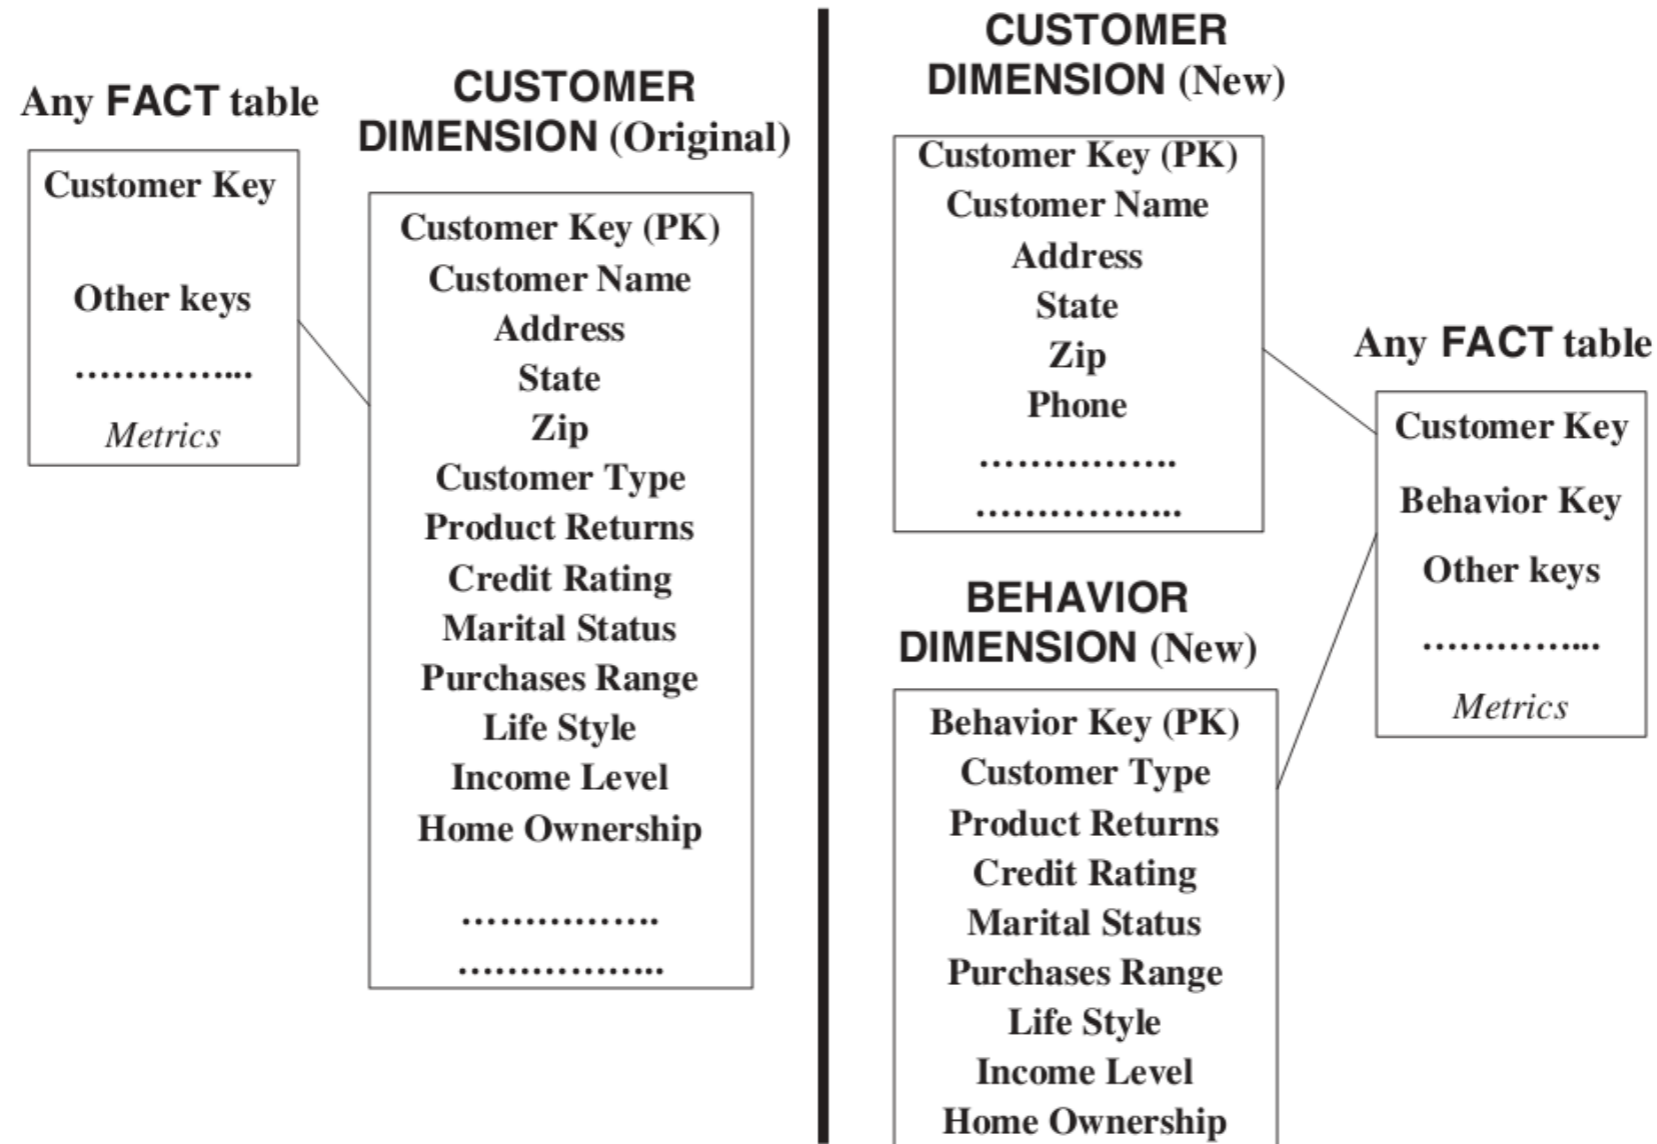 Any FACT table
Customer Key
Other keys
…………...
Metrics
CUSTOMER
DIMENSION (Original)
Customer Key (PK)
Customer Name
Address
State
Zip
Customer Type
Product Returns
Credit Rating
Marital Status
Purchases Range
Life Style
Income Level
Home Ownership
…………….
……………...
CUSTOMER
DIMENSION (New)
Customer Key (PK)
Customer Name
Address
State
Zip
Phone
…………….
……………...
BEHAVIOR
DIMENSION (New)
Behavior Key (PK)
Customer Type
Product Returns
Credit Rating
Marital Status
Purchases Range
Life Style
Income Level
Home Ownership
Any FACT table
Customer Key
Behavior Key
Other keys
…………...
Metrics